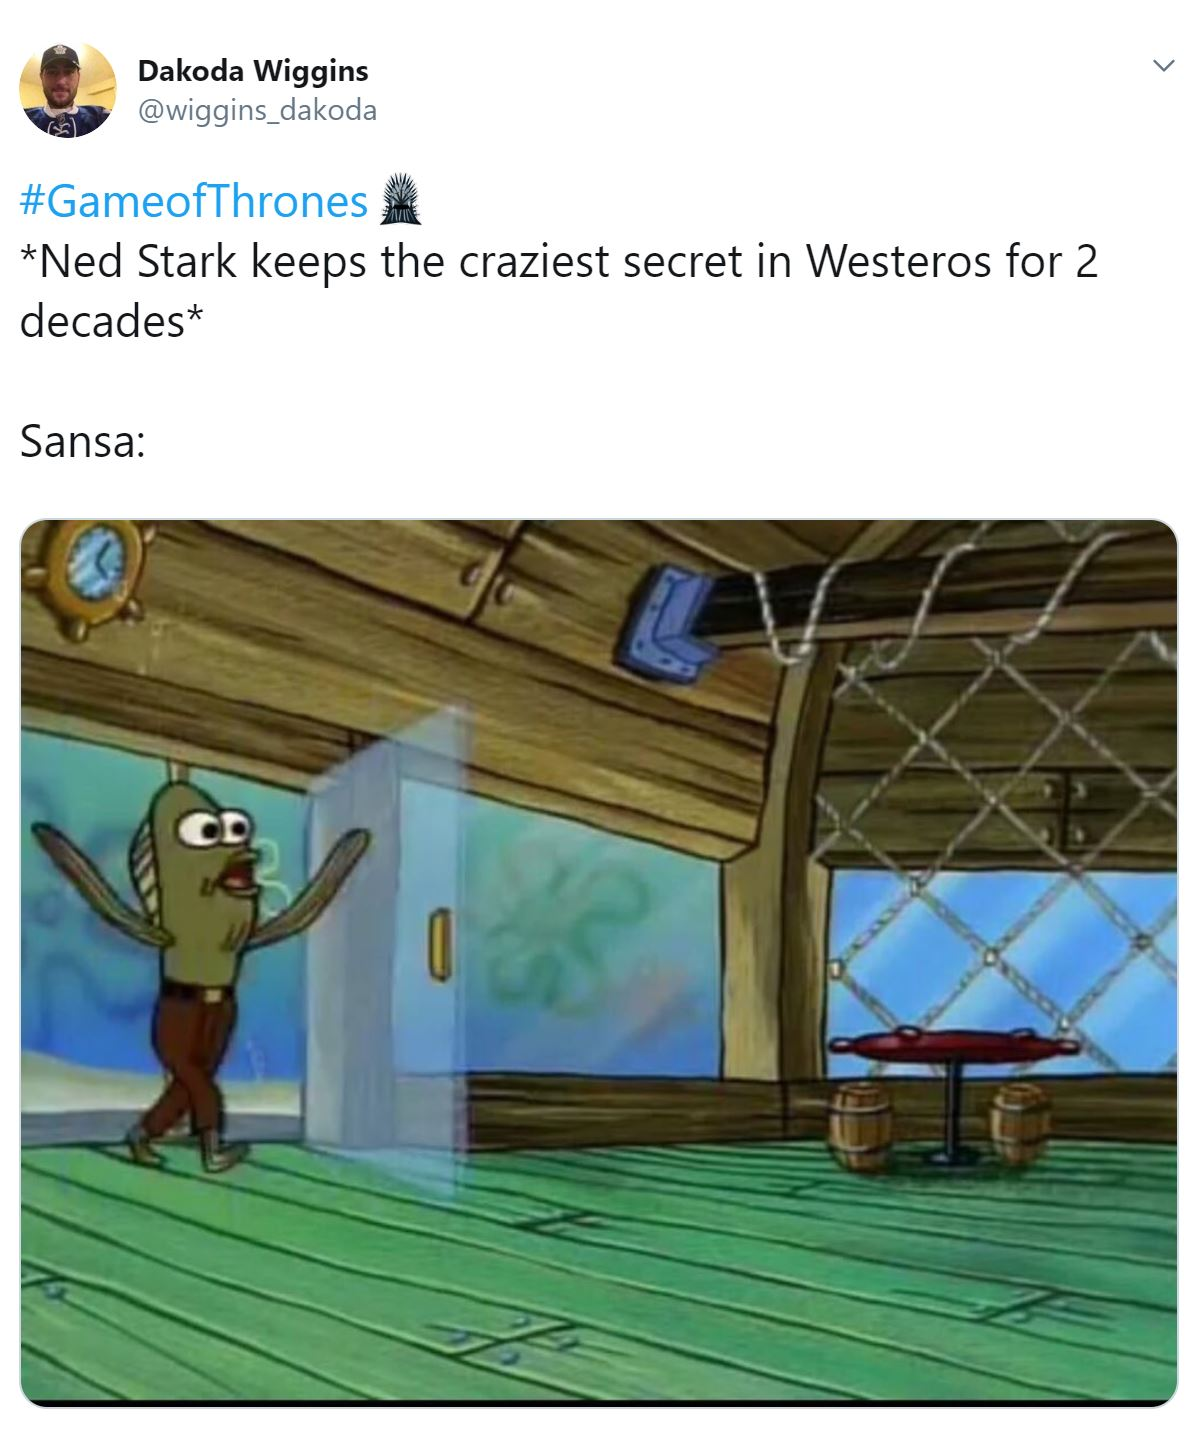 Dakoda Wiggins
@wiggins_dakoda
#GameofThrones
*Ned Stark keeps the craziest secret in Westeros for 2
decades*
Sansa: